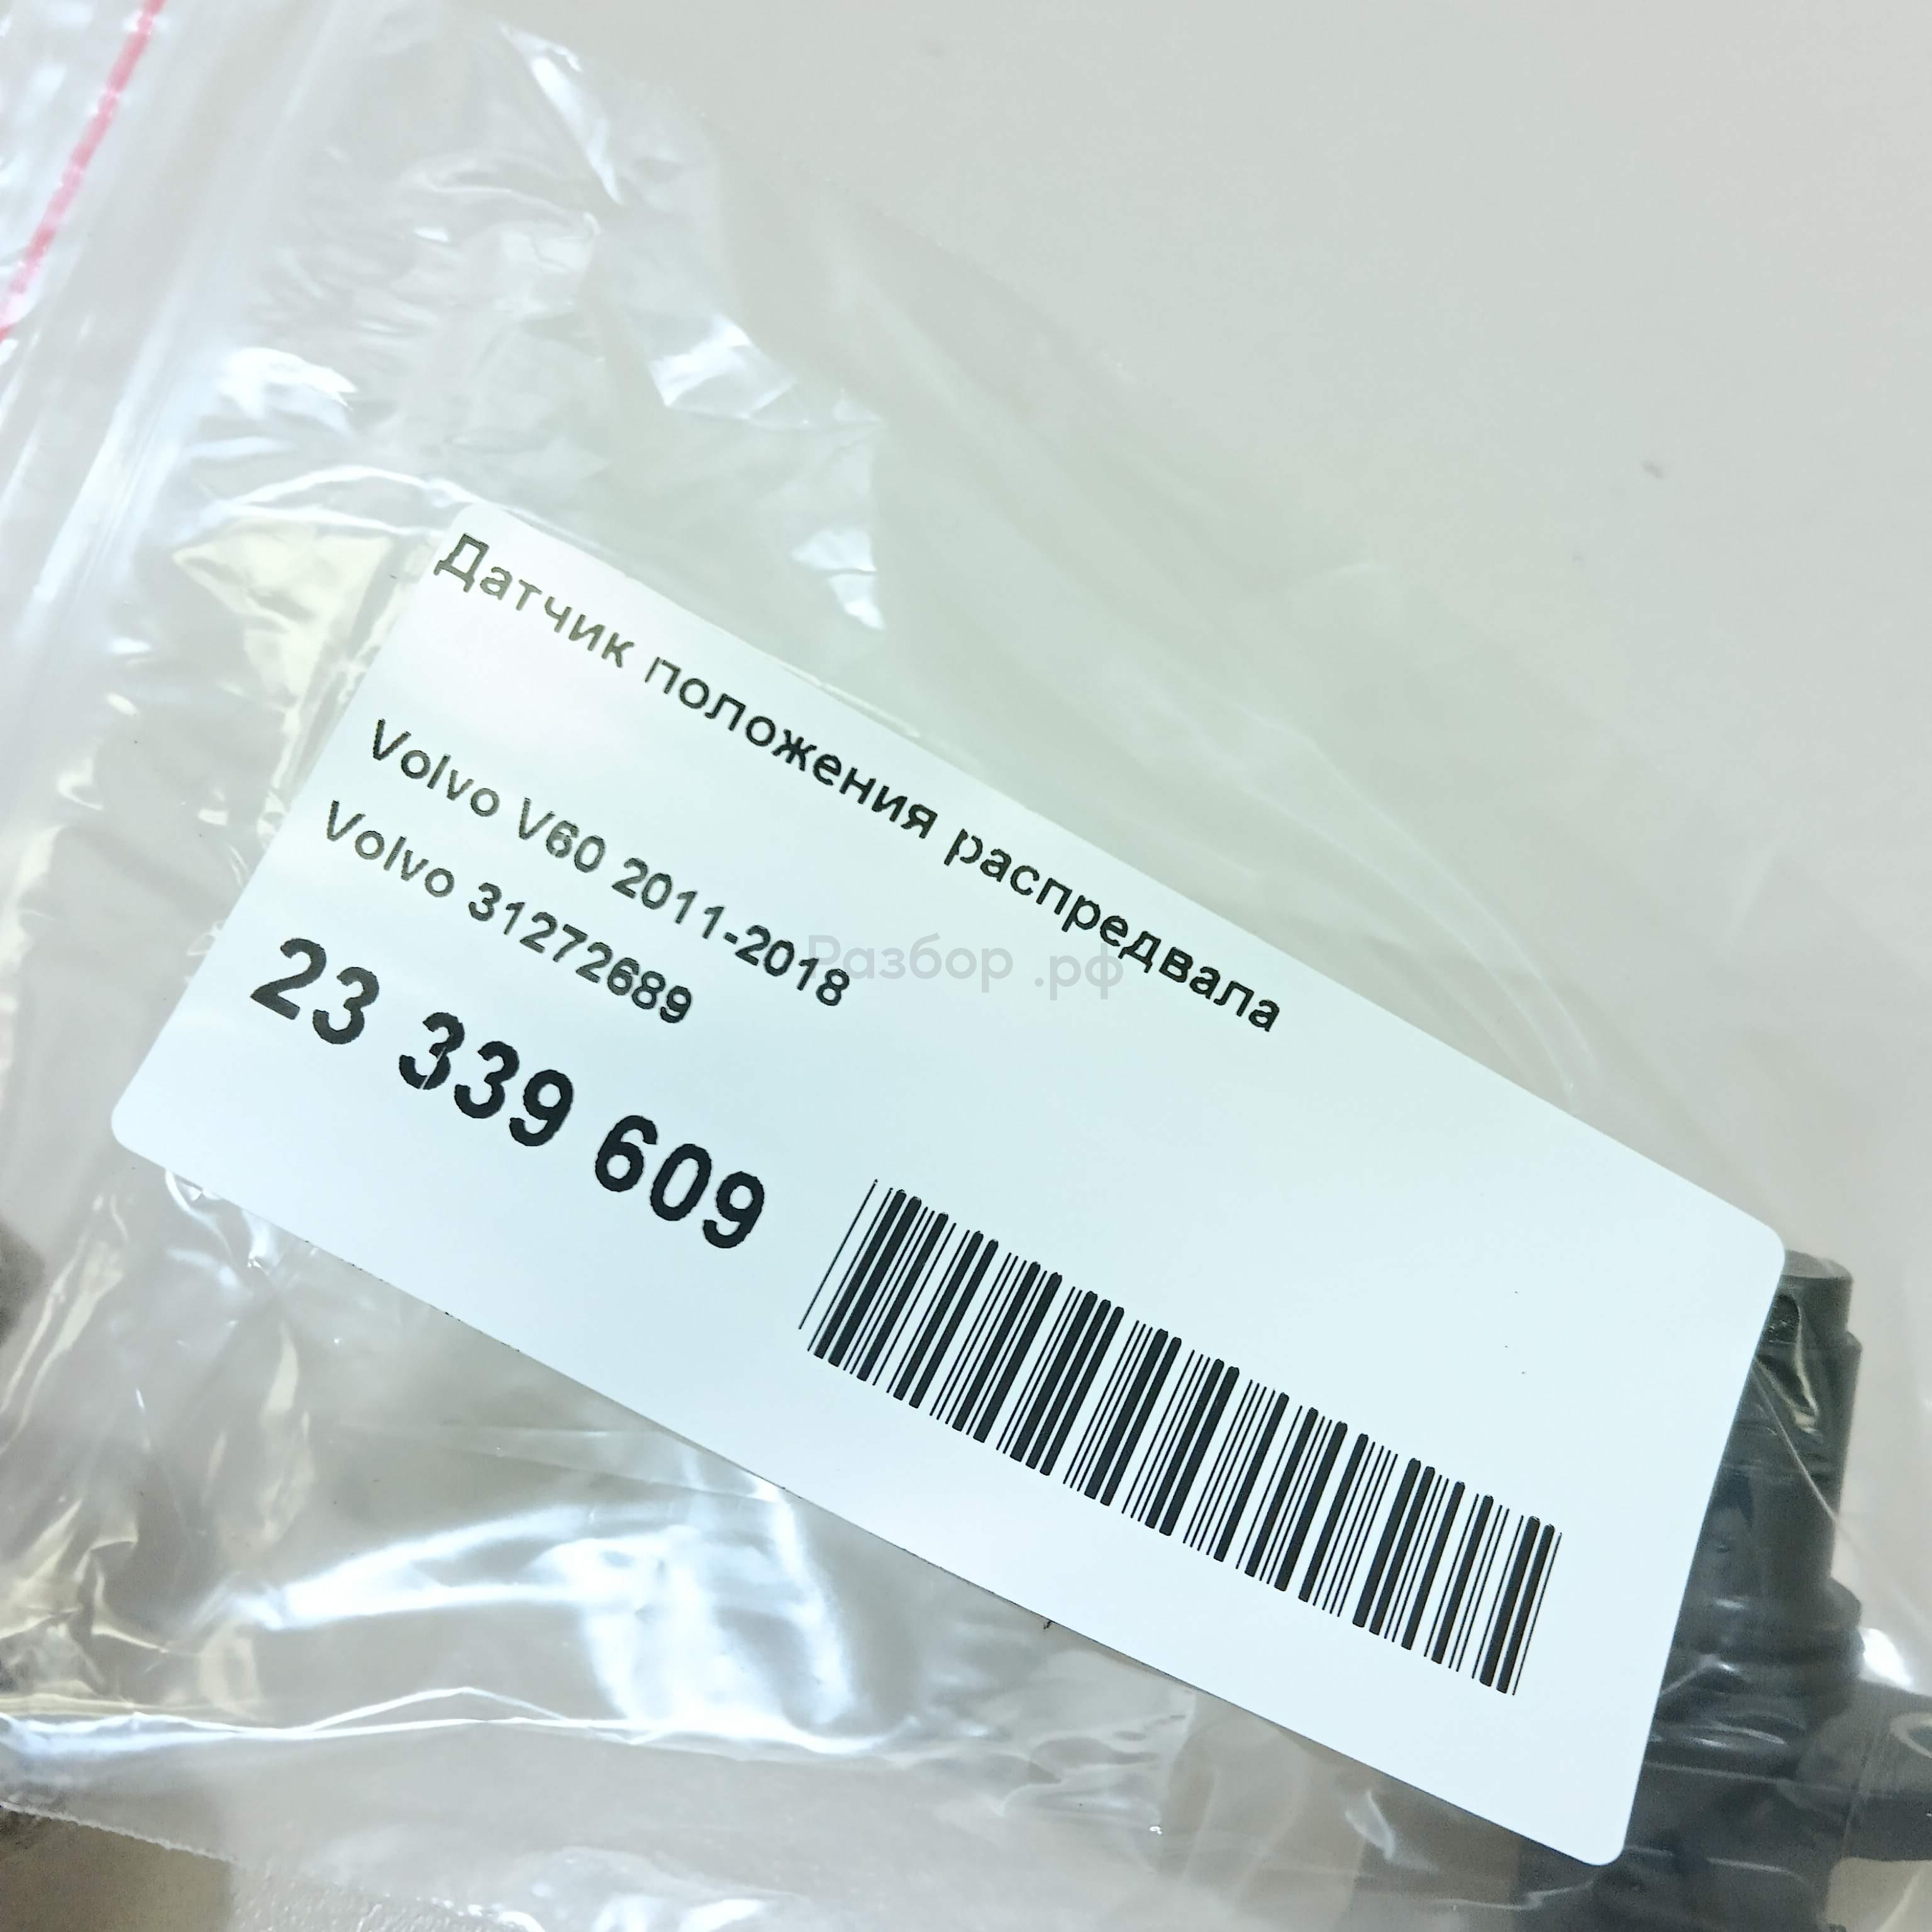 Датчик положения распредвала
Volvo V60 2011-2018
Volvo 31272689
23 339 609
Разбор .рф